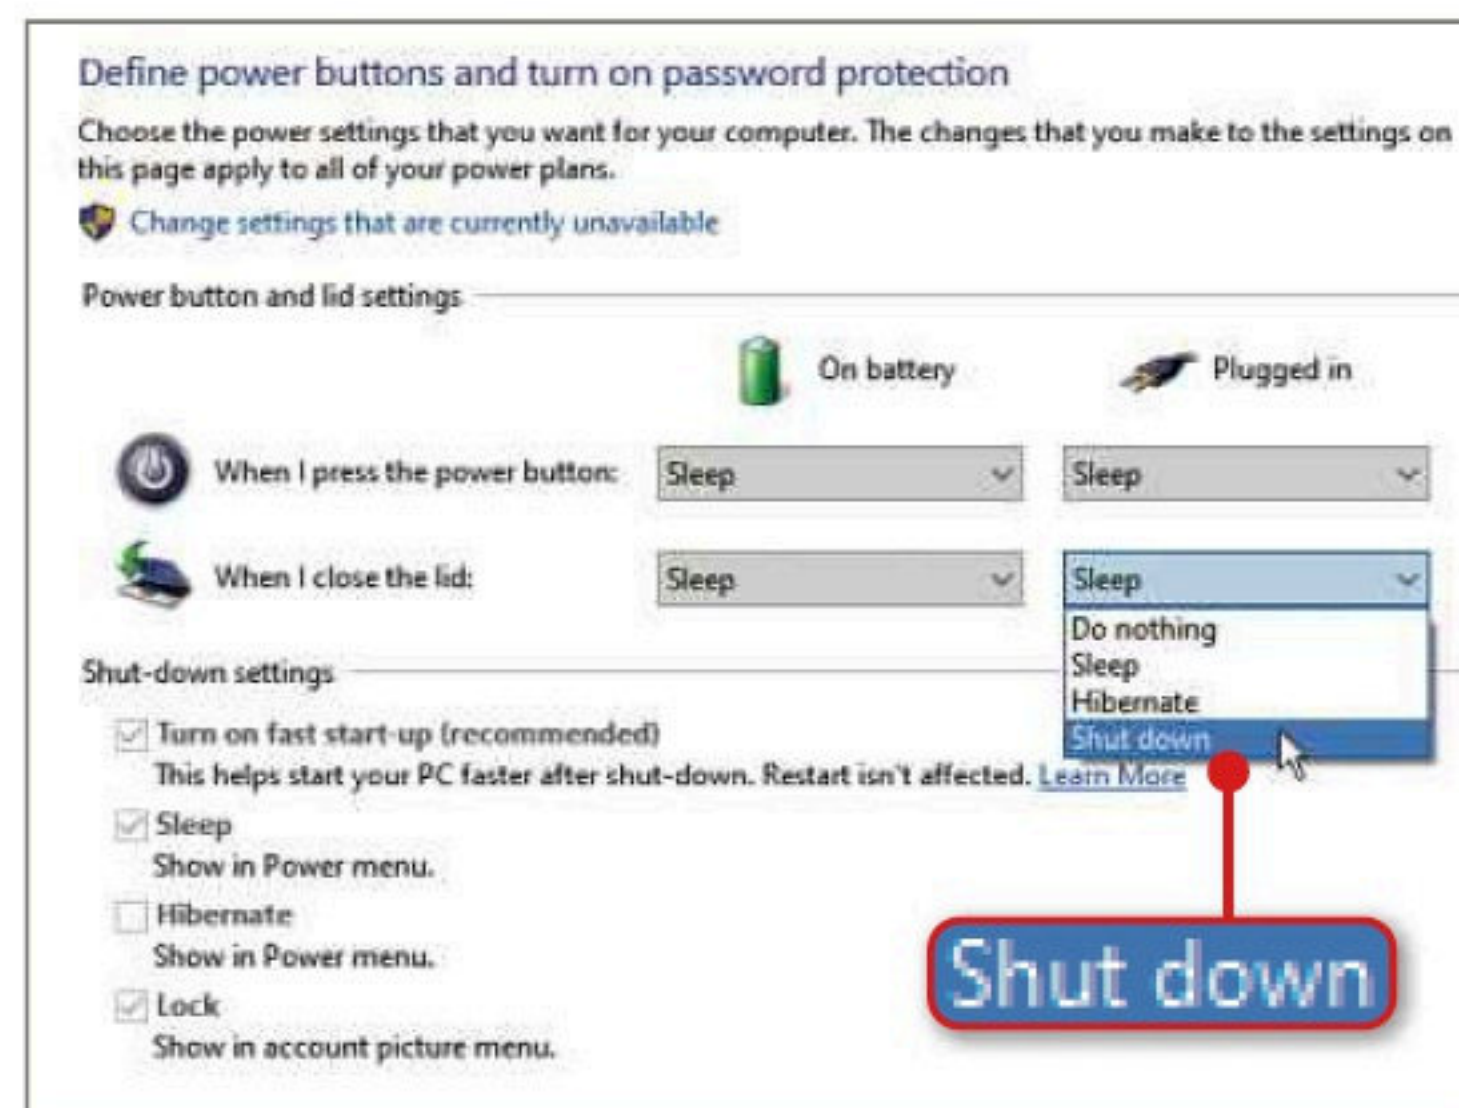 Define power buttons and turn on password protection
Choose the power settings that you want for your computer. The changes that you make to the settings on
this page apply to all of your power plans.
Change settings that are currently unavailable
Power button and lid settings
On battery
Plugged in
When I press the power button:
Sleep
Sleep
When I close the lid:
Sleep
Sleep
Do nothing
Sleep
Hibernate
Shut down
Shut-down settings
Turn on fast start-up (recommended)
This helps start your PC faster after shut-down. Restart isn't affected. Learn More
Sleep
Show in Power menu.
Hibernate
Show in Power menu.
Lock
Show in account picture menu.
Shut down